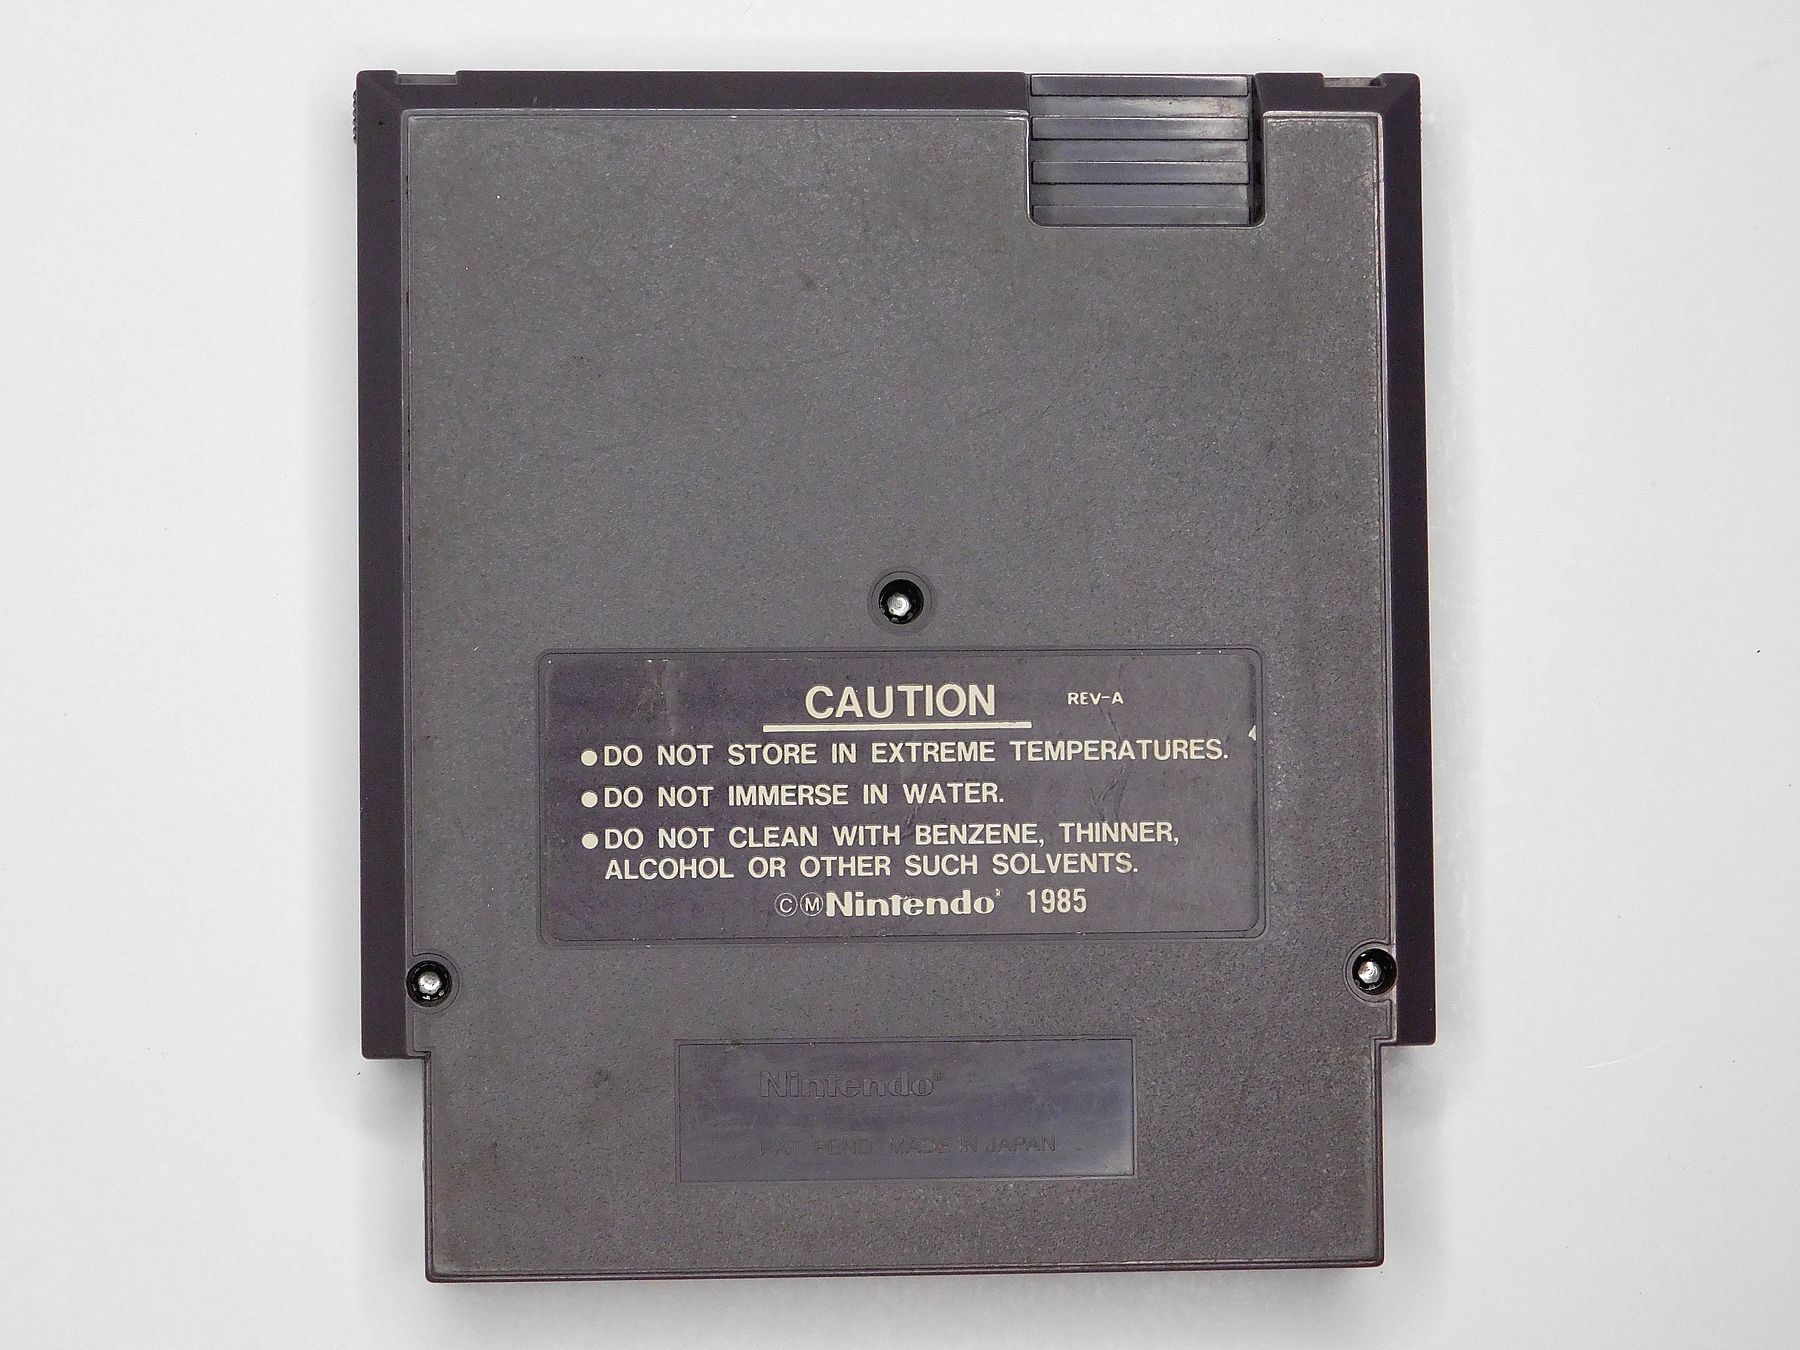 CAUTION REV-A
●DO NOT STORE IN EXTREME TEMPERATURES.
●DO NOT IMMERSE IN WATER.
●DO NOT CLEAN WITH BENZENE, THINNER,
ALCOHOL OR OTHER SUCH SOLVENTS.
ⒸⓂNintendo® 1985
Nintendo®
PAT. PEND. MADE IN JAPAN